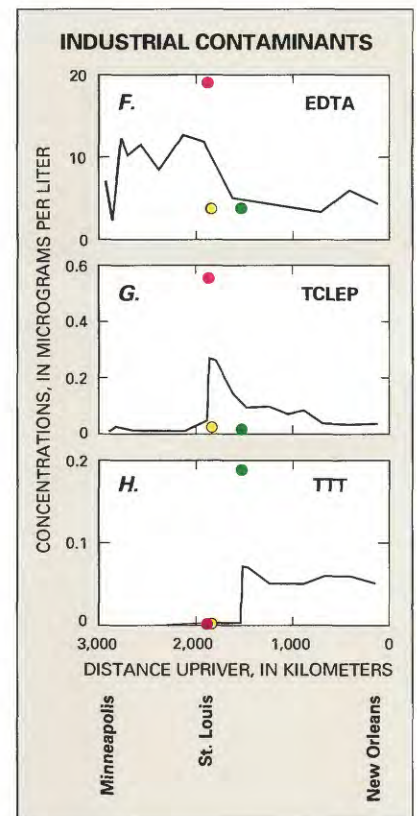 INDUSTRIAL CONTAMINANTS
CONCENTRATIONS, IN MICROGRAMS PER LITER
20
F.
EDTA
10
0
0.6
G.
TCLEP
0.4
0.2
0
0.2
H.
TTT
0.1
0
3,000
2,000
1,000
0
DISTANCE UPRIVER, IN KILOMETERS
Minneapolis
St. Louis
New Orleans